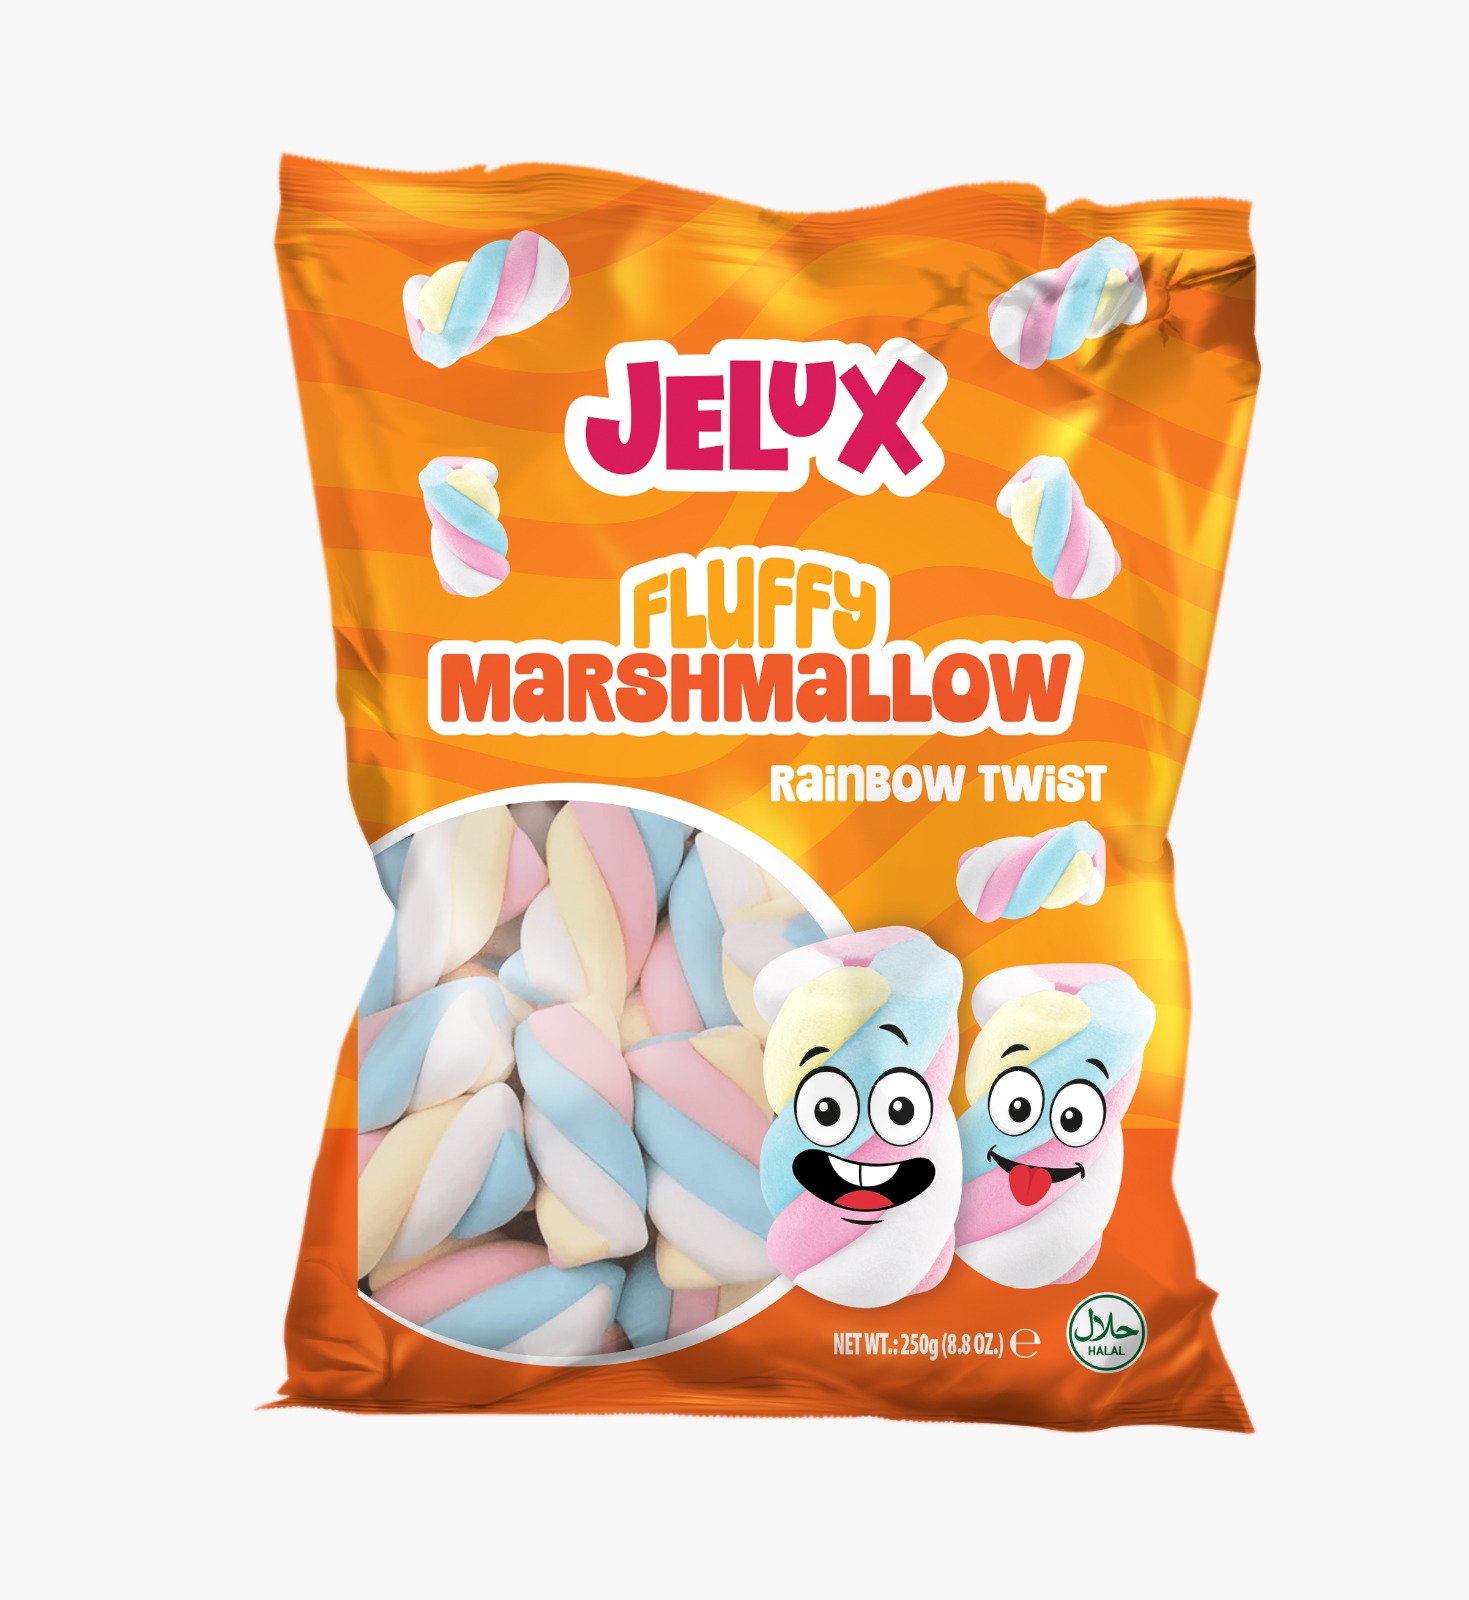 JELUX
FLUFFY
MARSHMALLOW
RAINBOW TWIST
NET WT.: 250g (8.8 OZ.) ℮
حلال
HALAL